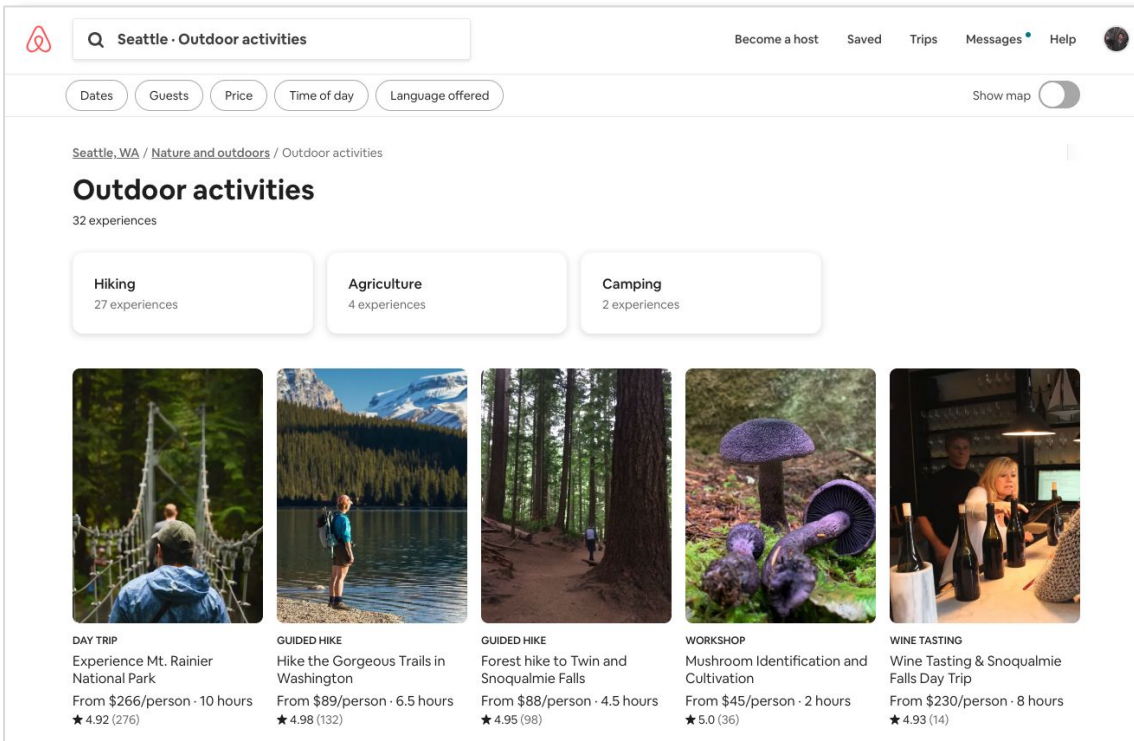 Seattle · Outdoor activities
Become a host
Saved
Trips
Messages
Help
Dates
Guests
Price
Time of day
Language offered
Show map
Seattle, WA / Nature and outdoors / Outdoor activities
Outdoor activities
32 experiences
Hiking
27 experiences
Agriculture
4 experiences
Camping
2 experiences
DAY TRIP
Experience Mt. Rainier
National Park
From $266/person · 10 hours
★ 4.92 (276)
GUIDED HIKE
Hike the Gorgeous Trails in
Washington
From $89/person · 6.5 hours
★ 4.98 (132)
GUIDED HIKE
Forest hike to Twin and
Snoqualmie Falls
From $88/person · 4.5 hours
★ 4.95 (98)
WORKSHOP
Mushroom Identification and
Cultivation
From $45/person · 2 hours
★ 5.0 (36)
WINE TASTING
Wine Tasting & Snoqualmie
Falls Day Trip
From $230/person · 8 hours
★ 4.93 (14)